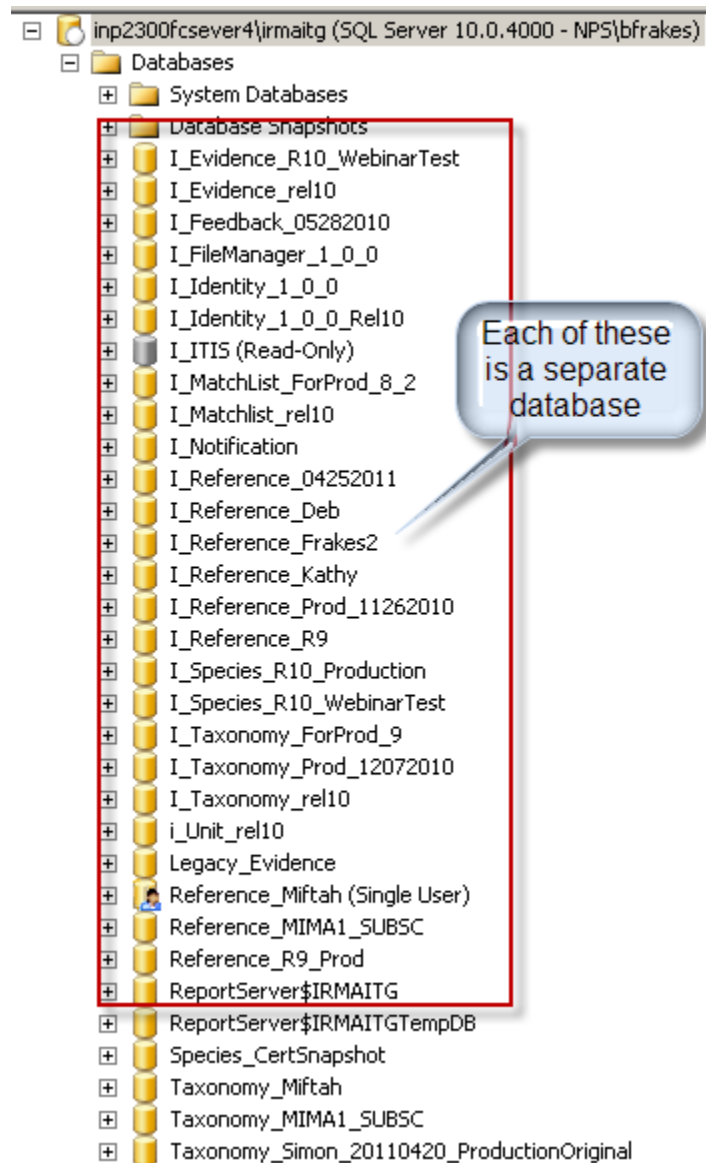 inp2300fcsever4\irmaitg (SQL Server 10.0.4000 - NPS\bfrakes)
Databases
System Databases
Database Snapshots
I_Evidence_R10_WebinarTest
I_Evidence_rel10
I_Feedback_05282010
I_FileManager_1_0_0
I_Identity_1_0_0
I_Identity_1_0_0_Rel10
I_ITIS (Read-Only)
I_MatchList_ForProd_8_2
I_Matchlist_rel10
I_Notification
I_Reference_04252011
I_Reference_Deb
I_Reference_Frakes2
I_Reference_Kathy
I_Reference_Prod_11262010
I_Reference_R9
I_Species_R10_Production
I_Species_R10_WebinarTest
I_Taxonomy_ForProd_9
I_Taxonomy_Prod_12072010
I_Taxonomy_rel10
i_Unit_rel10
Legacy_Evidence
Reference_Miftah (Single User)
Reference_MIMA1_SUBSC
Reference_R9_Prod
ReportServer$IRMAITG
ReportServer$IRMAITGTempDB
Species_CertSnapshot
Taxonomy_Miftah
Taxonomy_MIMA1_SUBSC
Taxonomy_Simon_20110420_ProductionOriginal
Each of these
is a separate
database